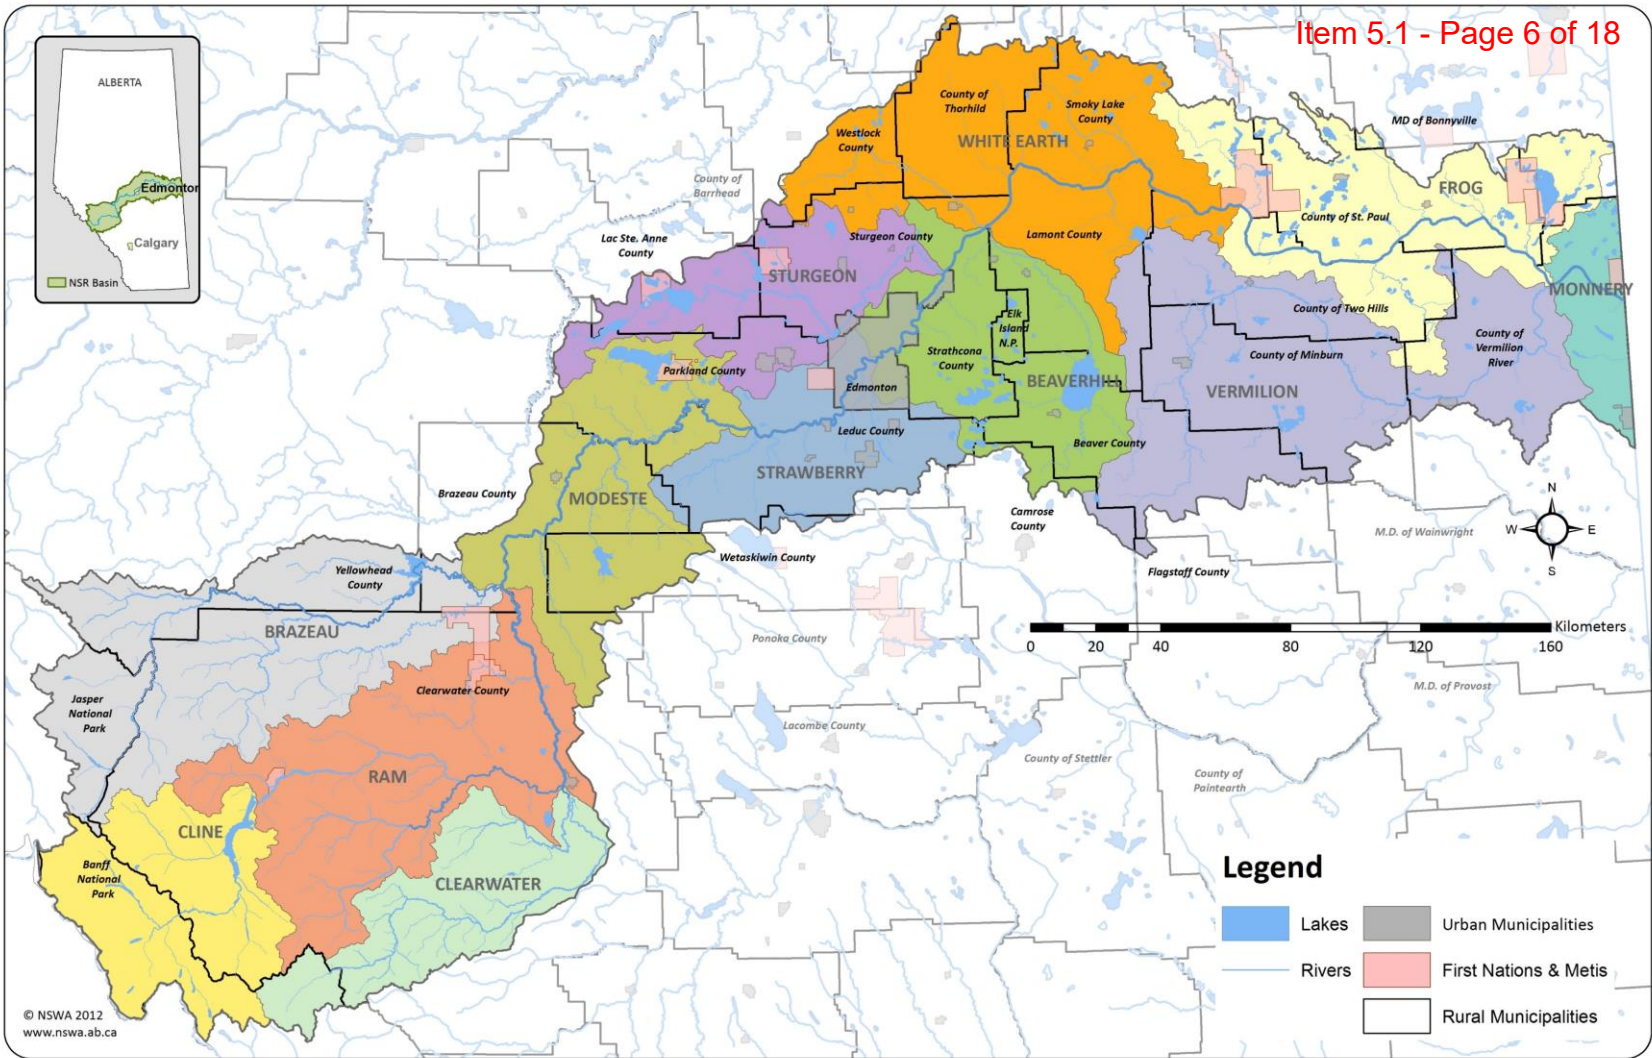 Item 5.1 - Page 6 of 18
ALBERTA
Edmonton
Calgary
NSR Basin
County of
Thorhild
Smoky Lake
County
Westlock
County
WHITE EARTH
MD of Bonnyville
County of
Barrhead
FROG
County of St. Paul
Lac Ste. Anne
County
Sturgeon County
Lamont County
STURGEON
MONNERY
County of Two Hills
Elk
Island
N.P.
County of
Vermilion
River
Strathcona
County
County of Minburn
Parkland County
BEAVERHILL
Edmonton
VERMILION
Leduc County
Beaver County
STRAWBERRY
Brazeau County
MODESTE
Camrose
County
N
W
E
S
M.D. of Wainwright
Wetaskiwin County
Flagstaff County
Yellowhead
County
BRAZEAU
Ponoka County
Kilometers
0 20 40 80 120 160
Clearwater County
M.D. of Provost
Jasper
National
Park
Lacombe County
County of Stettler
RAM
County of
Paintearth
CLINE
Banff
National
Park
CLEARWATER
Legend
Lakes
Urban Municipalities
Rivers
First Nations & Metis
Rural Municipalities
© NSWA 2012
www.nswa.ab.ca